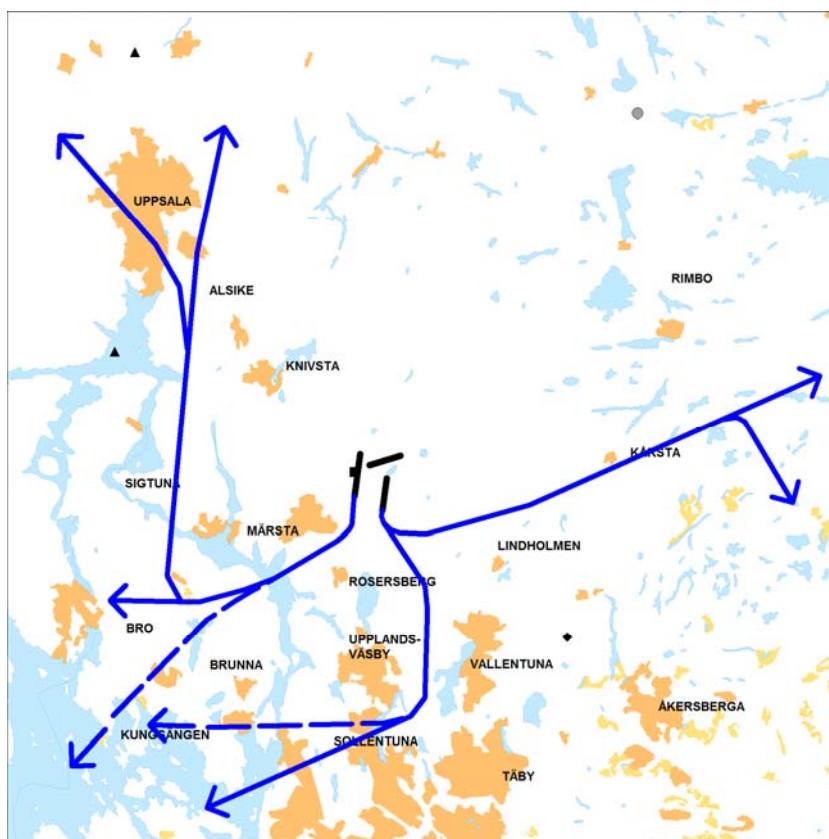 UPPSALA
ALSIKE
RIMBO
KNIVSTA
KÅRSTA
SIGTUNA
MÄRSTA
LINDHOLMEN
ROSERSBERG
BRO
UPPLANDS-
VÄSBY
BRUNNA
VALLENTUNA
ÅKERSBERGA
KUNGSÄNGEN
SOLLENTUNA
TÄBY